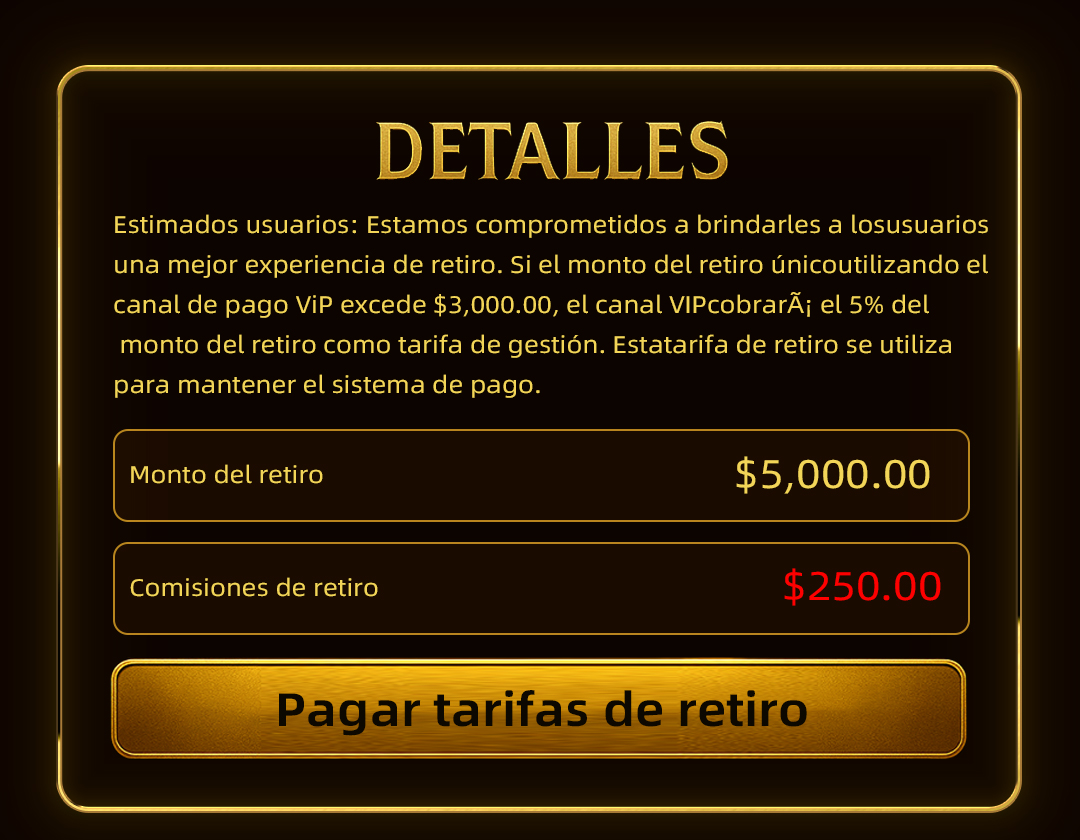 DETALLES
Estimados usuarios: Estamos comprometidos a brindarles a losusuarios
una mejor experiencia de retiro. Si el monto del retiro únicoutilizando el
canal de pago ViP excede $3,000.00, el canal VIPcobrarÃ¡ el 5% del
monto del retiro como tarifa de gestión. Estatarifa de retiro se utiliza
para mantener el sistema de pago.
Monto del retiro $5,000.00
Comisiones de retiro $250.00
Pagar tarifas de retiro